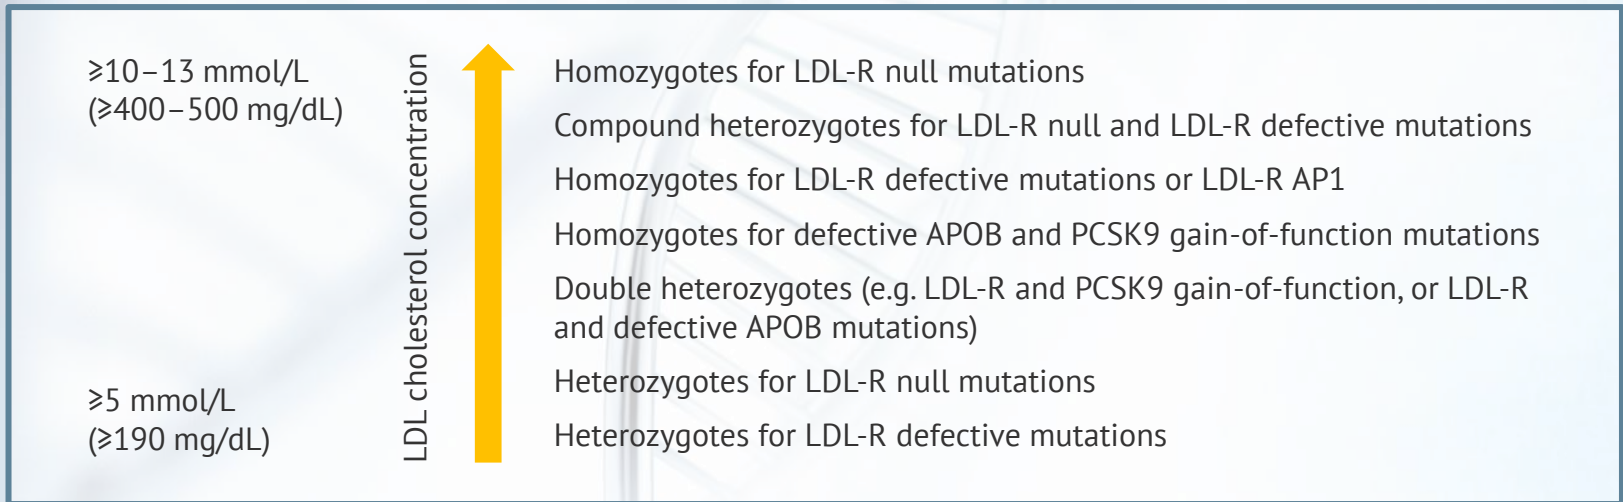 ≥10–13 mmol/L
(≥400–500 mg/dL)
LDL cholesterol concentration
Homozygotes for LDL-R null mutations
Compound heterozygotes for LDL-R null and LDL-R defective mutations
Homozygotes for LDL-R defective mutations or LDL-R AP1
Homozygotes for defective APOB and PCSK9 gain-of-function mutations
Double heterozygotes (e.g. LDL-R and PCSK9 gain-of-function, or LDL-R
and defective APOB mutations)
≥5 mmol/L
(≥190 mg/dL)
Heterozygotes for LDL-R null mutations
Heterozygotes for LDL-R defective mutations